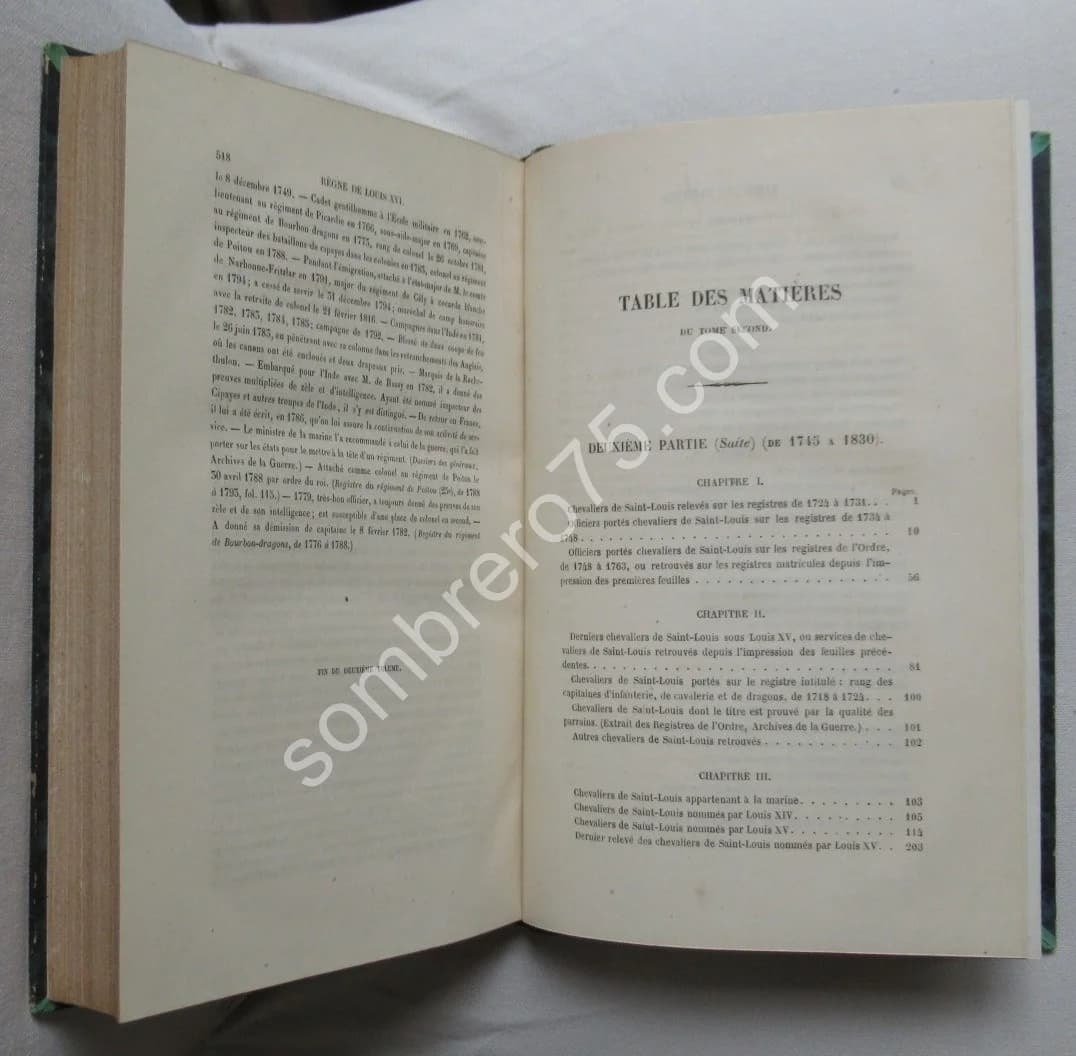 518
RÈGNE DE LOUIS XVI.
le 8 décembre 1749. — Cadet gentilhomme à l'École militaire en 1762, sous-
lieutenant au régiment de Picardie en 1766, sous-aide-major en 1769, capitaine
au régiment de Bourbon dragons en 1775, rang de colonel le 26 octobre 1781,
inspecteur des bataillons de cipayes dans les colonies en 1785, colonel au régiment
de Poitou en 1788. — Pendant l'émigration, attaché à l'état-major de M. le comte
de Narbonne-Fritzlar en 1791, major du régiment de à cocarde blanche
en 1794; a cessé de servir le 31 décembre 1794; maréchal de camp honoraire
avec la retraite de colonel le 21 février 1816. — Campagnes dans l'Inde en 1781,
1782, 1783, 1784, 1785; campagne de 1792. — Blessé de deux coups de feu
le 26 juin 1783, en pénétrant avec sa colonne dans les retranchements des Anglais,
où les canons ont été encloués et deux drapeaux pris. — Marquis de la Roche-
thulon. — Embarqué pour l'Inde avec M. de Bussy en 1782, il a donné des
preuves multipliées de zèle et d'intelligence. Ayant été nommé inspecteur des
Cipayes et autres troupes de l'Inde, il s'y est distingué. — De retour en France,
il lui a été écrit, en 1786, qu'on lui assure la continuation de son activité de ser-
vice. — Le ministre de la marine l'a recommandé à celui de la guerre, qui l'a fait
porter sur les états pour le mettre à la tête d'un régiment (Dossiers des généraux.
Archives de la Guerre.) — Attaché comme colonel au régiment de Poitou le
30 avril 1788 par ordre du roi. (Registre du régiment de Poitou (25e), de 1788
à 1793, fol. 115.) — 1779, très-bon officier, a toujours donné des preuves de son
zèle et de son intelligence; est susceptible d'une place de colonel en second. —
A donné sa démission de capitaine le 8 février 1782. (Registre du régiment
de Bourbon-dragons, de 1776 à 1788.)
FIN DU DEUXIÈME VOLUME.
TABLE DES MATIÈRES
DU TOME SECOND.
DEUXIÈME PARTIE (Suite) (DE 1745 A 1830).
CHAPITRE I.
Pages.
Chevaliers de Saint-Louis relevés sur les registres de 1724 à 1731. . . 1
Officiers portés chevaliers de Saint-Louis sur les registres de 1734 à
1748. . . . . . . . . . . . . . . . . . . . . . . . . . . 10
Officiers portés chevaliers de Saint-Louis sur les registres de l'Ordre,
de 1748 à 1763, ou retrouvés sur les registres matricules depuis l'im-
pression des premières feuilles . . . . . . . . . . . . . . . . . 56
CHAPITRE II.
Derniers chevaliers de Saint-Louis sous Louis XV, ou services de che-
valiers de Saint-Louis retrouvés depuis l'impression des feuilles précé-
dentes. . . . . . . . . . . . . . . . . . . . . . . . . . 81
Chevaliers de Saint-Louis portés sur le registre intitulé : rang des
capitaines d'infanterie, de cavalerie et de dragons, de 1718 à 1724. . . 100
Chevaliers de Saint-Louis dont le titre est prouvé par la qualité des
parrains. (Extrait des Registres de l'Ordre, Archives de la Guerre.) . . . 101
Autres chevaliers de Saint-Louis retrouvés . . . . . . . . . . . 102
CHAPITRE III.
Chevaliers de Saint-Louis appartenant à la marine. . . . . . . . . 103
Chevaliers de Saint-Louis nommés par Louis XIV. . . . . . . . . 105
Chevaliers de Saint-Louis nommés par Louis XV. . . . . . . . . 114
Dernier relevé des chevaliers de Saint-Louis nommés par Louis XV. . 203
sombrero75.com